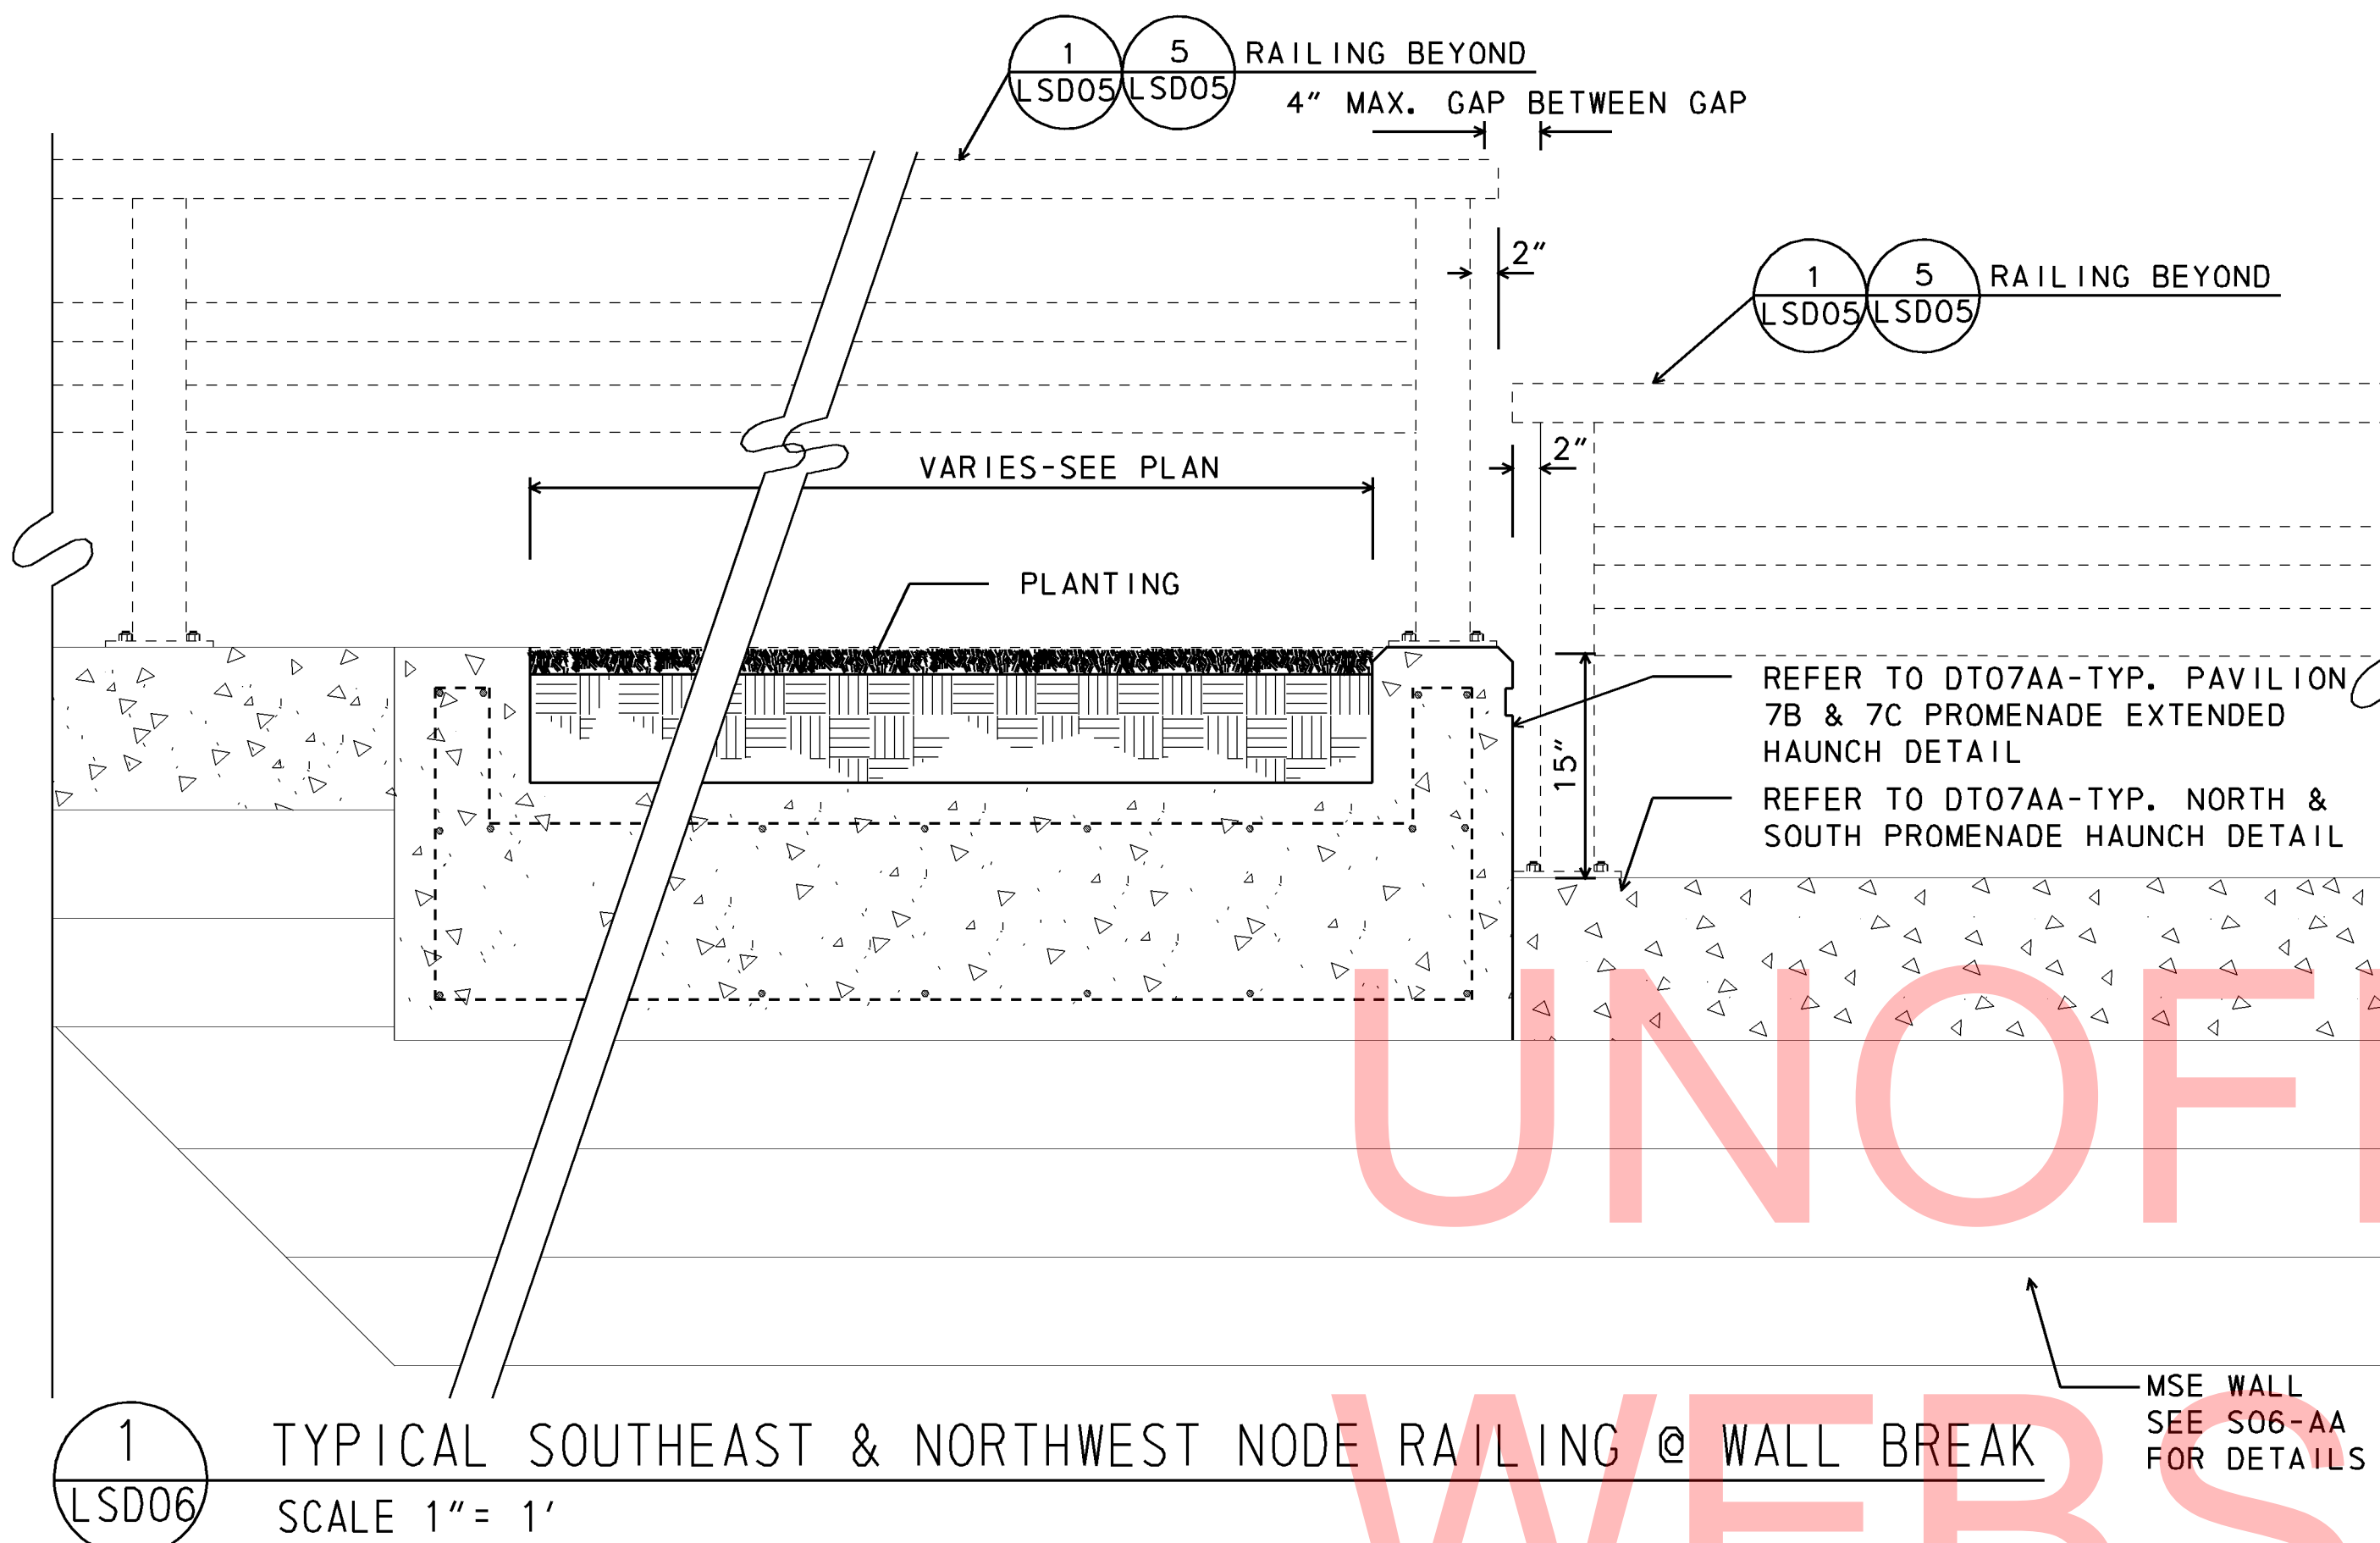 1 5 RAILING BEYOND
LSD05 LSD05
4" MAX. GAP BETWEEN GAP
2"
1 5 RAILING BEYOND
LSD05 LSD05
2"
VARIES-SEE PLAN
PLANTING
15"
REFER TO DT07AA-TYP. PAVILION
7B & 7C PROMENADE EXTENDED
HAUNCH DETAIL
REFER TO DT07AA-TYP. NORTH &
SOUTH PROMENADE HAUNCH DETAIL
UNOF
MSE WALL
SEE S06-AA
FOR DETAILS
WEBS
1
LSD06
TYPICAL SOUTHEAST & NORTHWEST NODE RAILING @ WALL BREAK
SCALE 1"= 1'